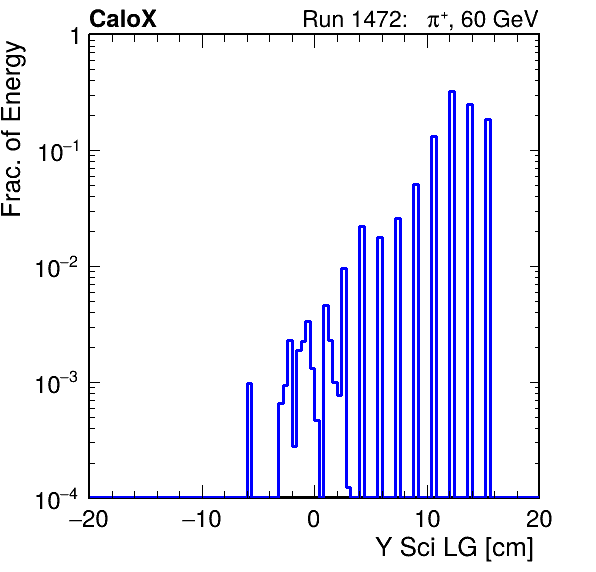 CaloX Run 1472: π⁺, 60 GeV
Frac. of Energy
1
10⁻¹
10⁻²
10⁻³
10⁻⁴
−20 −10 0 10 20
Y Sci LG [cm]